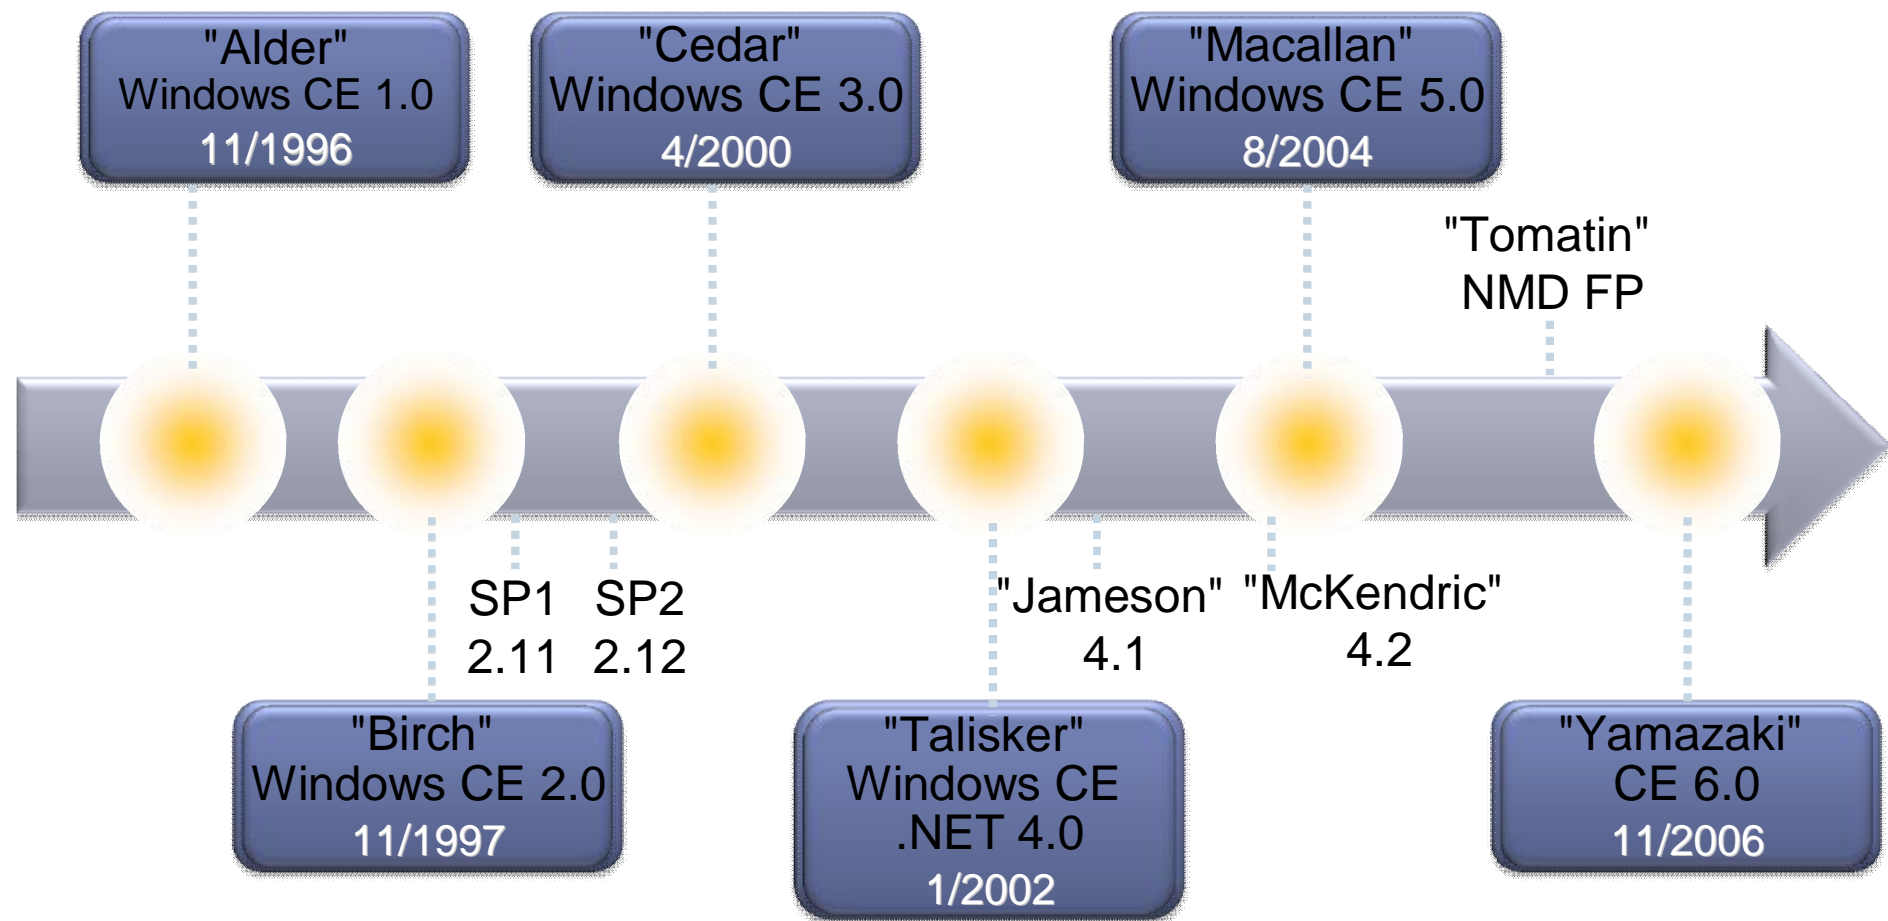 "Alder"
Windows CE 1.0
11/1996
"Cedar"
Windows CE 3.0
4/2000
"Macallan"
Windows CE 5.0
8/2004
"Tomatin"
NMD FP
SP1
2.11
SP2
2.12
"Jameson"
4.1
"McKendric"
4.2
"Birch"
Windows CE 2.0
11/1997
"Talisker"
Windows CE
.NET 4.0
1/2002
"Yamazaki"
CE 6.0
11/2006